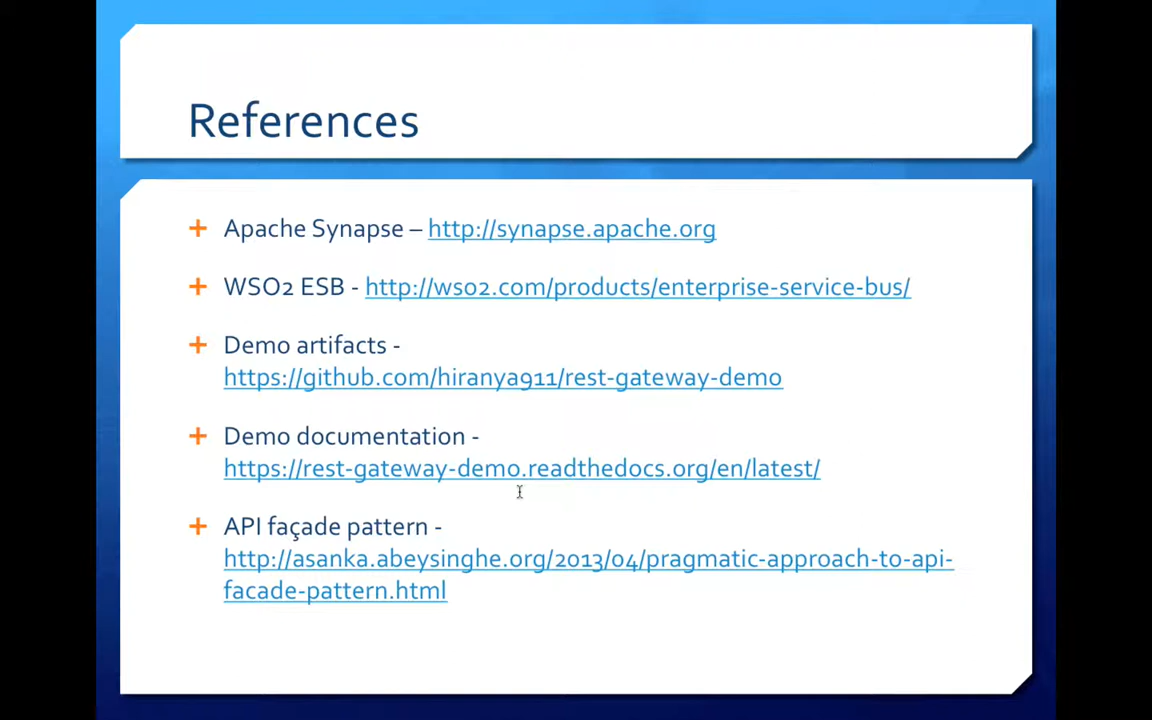 References
+ Apache Synapse – http://synapse.apache.org
+ WSO2 ESB - http://wso2.com/products/enterprise-service-bus/
+ Demo artifacts -
https://github.com/hiranya911/rest-gateway-demo
+ Demo documentation -
https://rest-gateway-demo.readthedocs.org/en/latest/
+ API façade pattern -
http://asanka.abeysinghe.org/2013/04/pragmatic-approach-to-api-
facade-pattern.html